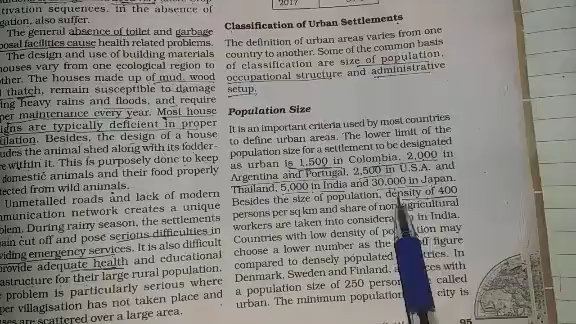 tivation sequences, in the absence of
gation, also suffer.
The general absence of toilet and garbage
posal facilities cause health related problems.
The design and use of building materials
houses vary from one ecological region to
other. The houses made up of mud, wood
thatch, remain susceptible to damage
ing heavy rains and floods, and require
per maintenance every year. Most house
igns are typically deficient in proper
ilation. Besides, the design of a house
udes the animal shed along with its fodder-
re within it. This is purposely done to keep
domestic animals and their food properly
tected from wild animals.
Unmetalled roads and lack of modern
munication network creates a unique
blem. During rainy season, the settlements
ain cut off and pose serious difficulties in
viding emergency services. It is also difficult
provide adequate health and educational
astructure for their large rural population.
problem is particularly serious where
per villagisation has not taken place and
ses are scattered over a large area.
2017
Classification of Urban Settlements
The definition of urban areas varies from one
country to another. Some of the common basis
of classification are size of population,
occupational structure and administrative
setup.
Population Size
It is an important criteria used by most countries
to define urban areas. The lower limit of the
population size for a settlement to be designated
as urban is 1,500 in Colombia, 2,000 in
Argentina and Portugal, 2,500 in U.S.A. and
Thailand, 5,000 in India and 30,000 in Japan.
Besides the size of population, density of 400
persons per sq km and share of non agricultural
workers are taken into considera in India.
Countries with low density of po tion may
choose a lower number as the ff figure
compared to densely populated tries. In
Denmark, Sweden and Finland, a ces with
a population size of 250 person called
urban. The minimum population city is
95